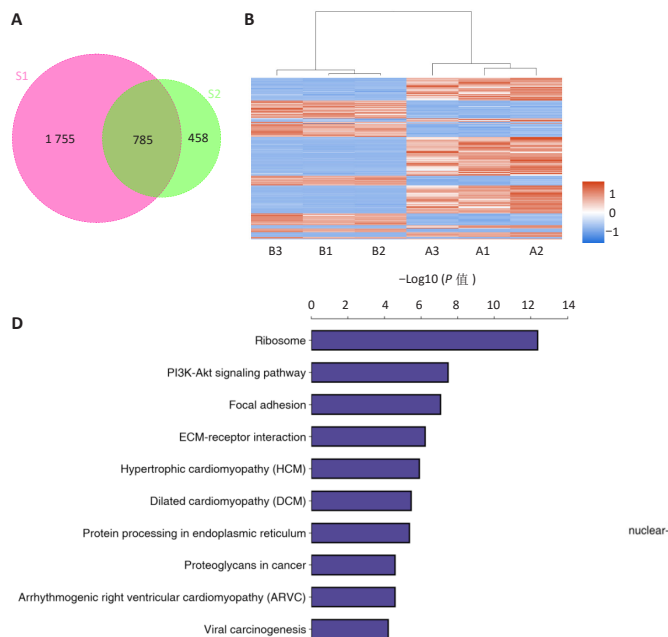 A
B
S1
S2
1 755
785
458
1
0
−1
B3
B1
B2
A3
A1
A2
−Log10 (P 值 )
D
0
2
4
6
8
10
12
14
Ribosome
PI3K-Akt signaling pathway
Focal adhesion
ECM-receptor interaction
Hypertrophic cardiomyopathy (HCM)
Dilated cardiomyopathy (DCM)
Protein processing in endoplasmic reticulum
nuclear-
Proteoglycans in cancer
Arrhythmogenic right ventricular cardiomyopathy (ARVC)
Viral carcinogenesis